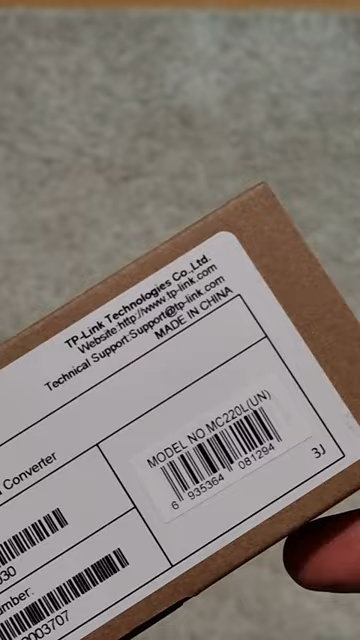 TP-Link Technologies Co.,Ltd.
Website:http://www.tp-link.com
Technical Support:Support@tp-link.com
MADE IN CHINA
Converter
MODEL NO MC220L(UN)
6 935364 081294
3J